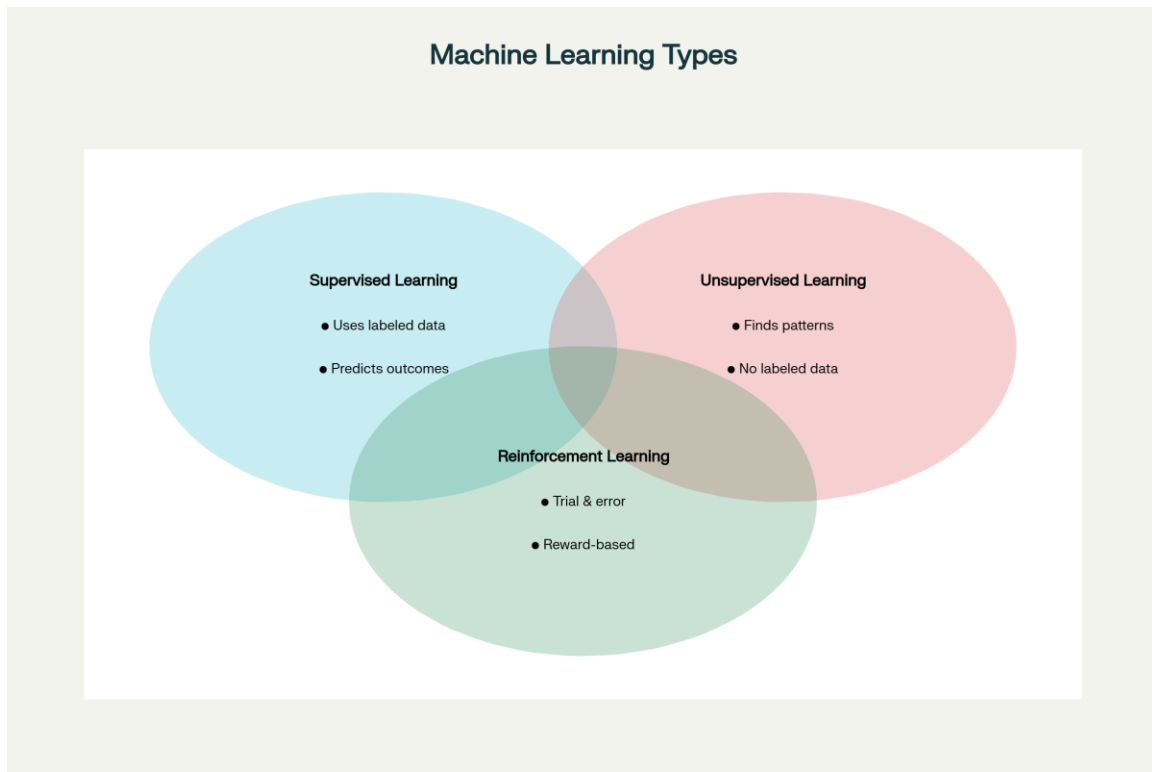 Machine Learning Types
Supervised Learning
● Uses labeled data
● Predicts outcomes
Unsupervised Learning
● Finds patterns
● No labeled data
Reinforcement Learning
● Trial & error
● Reward-based